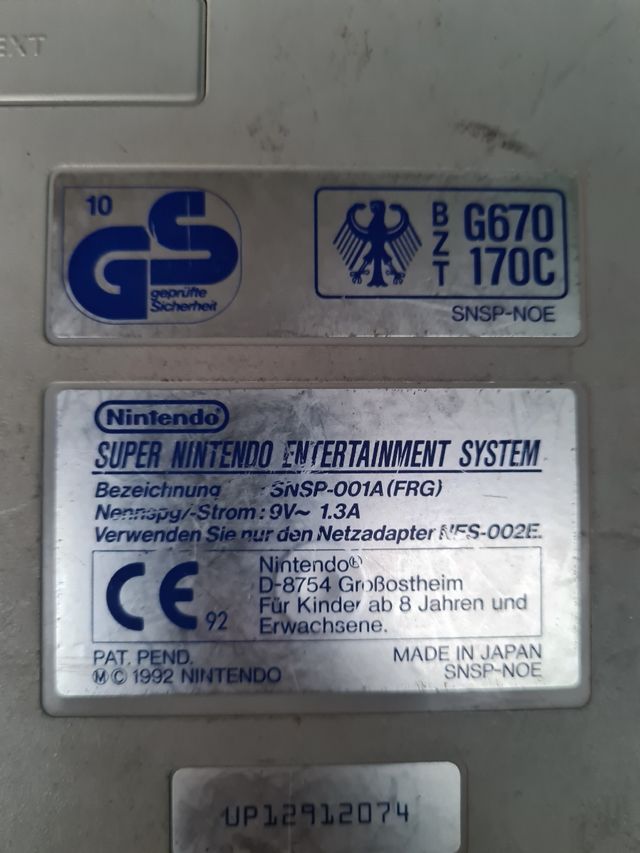 EXT
10
GS
geprüfte
Sicherheit
BZT
G670
170C
SNSP-NOE
Nintendo®
SUPER NINTENDO ENTERTAINMENT SYSTEM
Bezeichnung : SNSP-001A(FRG)
Nennspg/-Strom : 9V~ 1.3A
Verwenden Sie nur den Netzadapter NES-002E.
CE 92
Nintendo®
D-8754 Großostheim
Für Kinder ab 8 Jahren und
Erwachsene.
PAT. PEND.
MADE IN JAPAN
Ⓜ© 1992 NINTENDO
SNSP-NOE
UP12912074